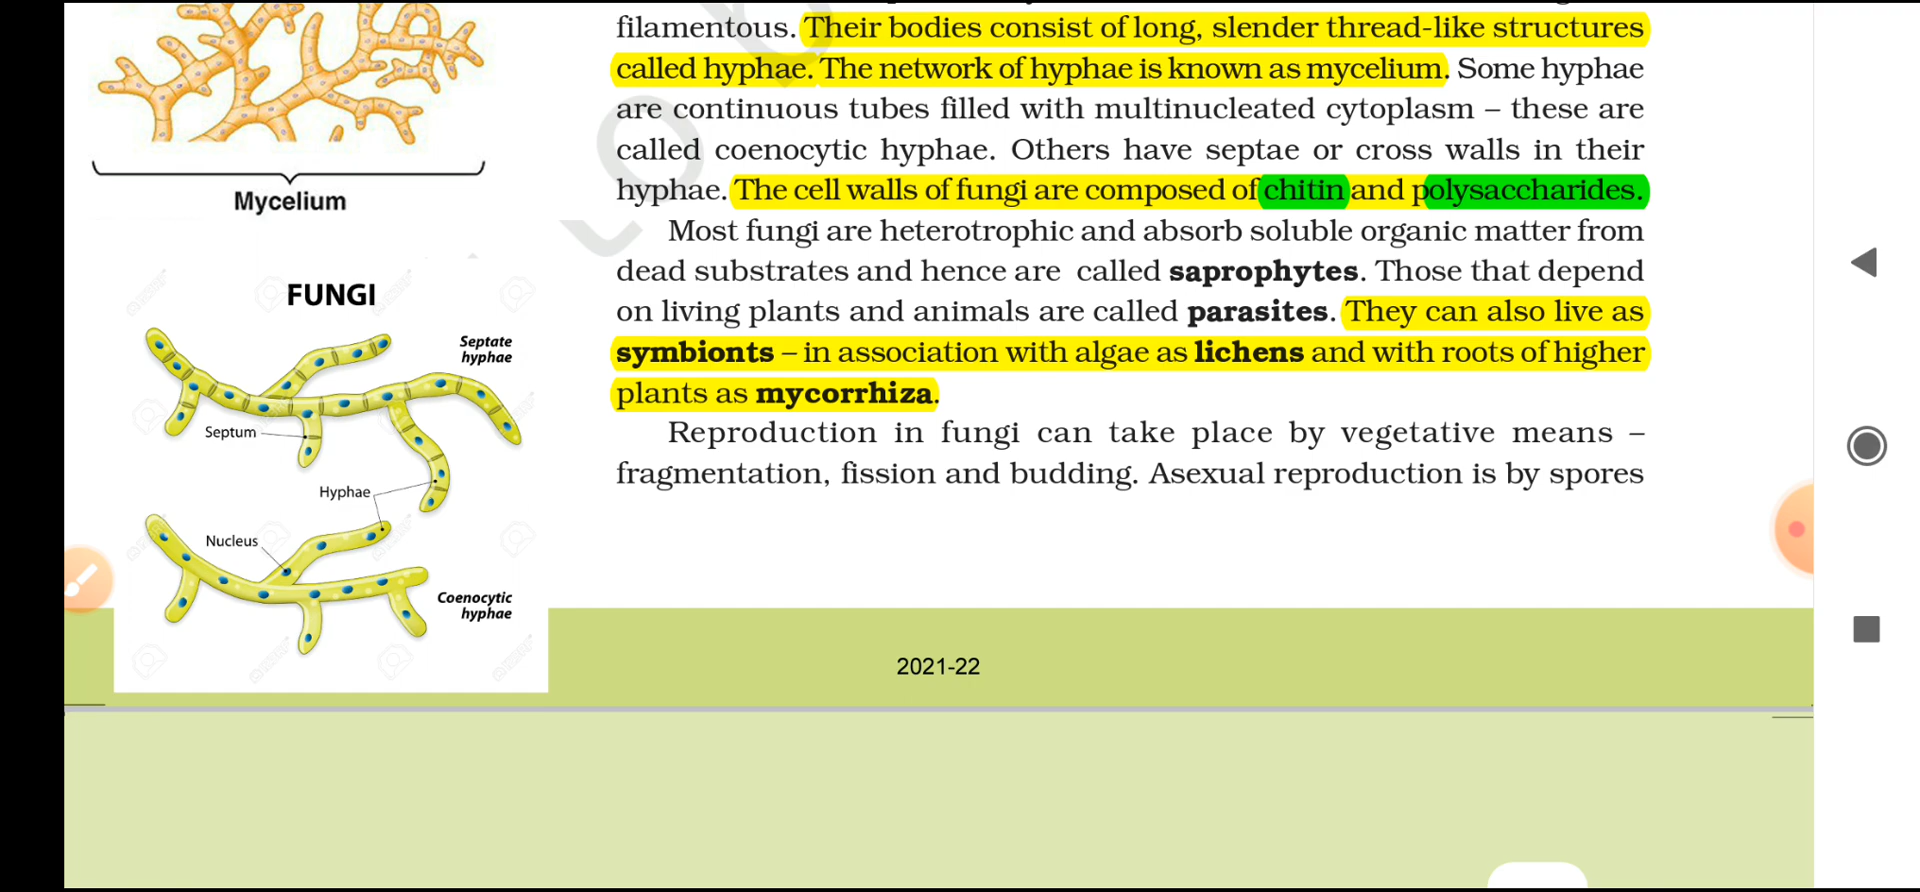 filamentous. Their bodies consist of long, slender thread-like structures
called hyphae. The network of hyphae is known as mycelium. Some hyphae
are continuous tubes filled with multinucleated cytoplasm – these are
called coenocytic hyphae. Others have septae or cross walls in their
hyphae. The cell walls of fungi are composed of chitin and polysaccharides.
Most fungi are heterotrophic and absorb soluble organic matter from
dead substrates and hence are called saprophytes. Those that depend
on living plants and animals are called parasites. They can also live as
symbionts – in association with algae as lichens and with roots of higher
plants as mycorrhiza.
Reproduction in fungi can take place by vegetative means –
fragmentation, fission and budding. Asexual reproduction is by spores
Mycelium
FUNGI
Septate
hyphae
Septum
Hyphae
Nucleus
Coenocytic
hyphae
2021-22